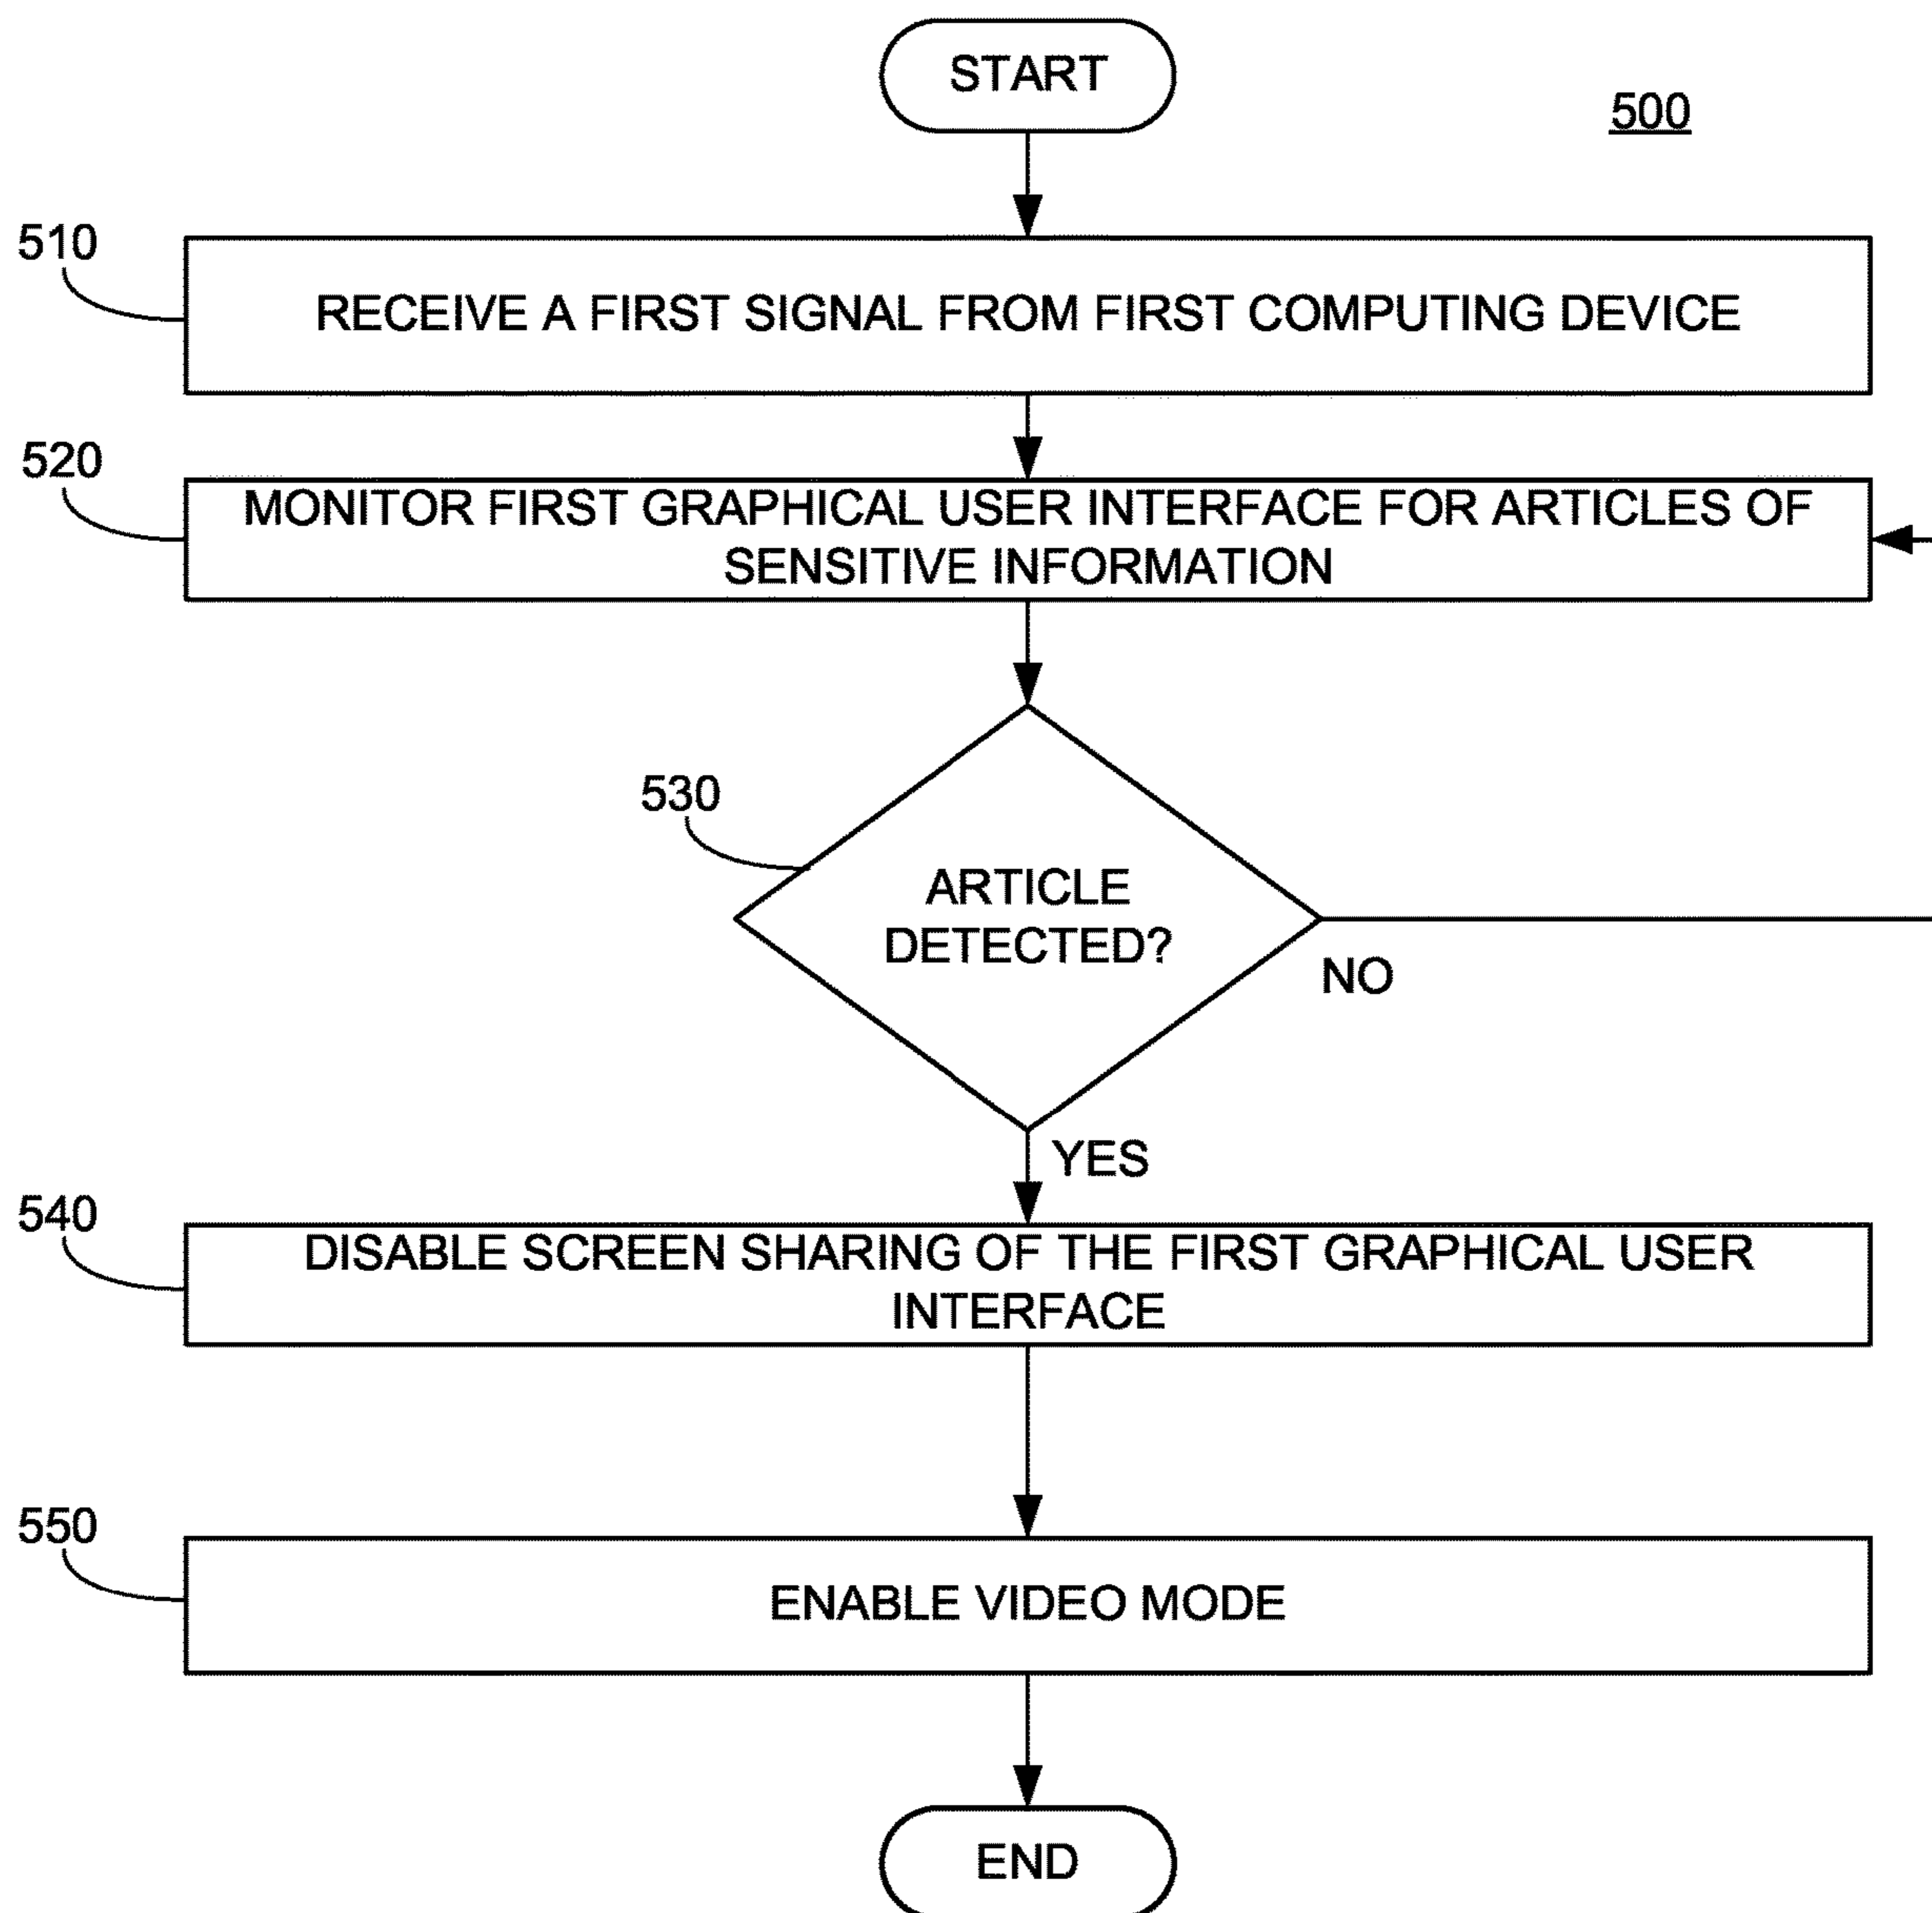 START
500
510
RECEIVE A FIRST SIGNAL FROM FIRST COMPUTING DEVICE
520
MONITOR FIRST GRAPHICAL USER INTERFACE FOR ARTICLES OF
SENSITIVE INFORMATION
530
ARTICLE
DETECTED?
NO
YES
540
DISABLE SCREEN SHARING OF THE FIRST GRAPHICAL USER
INTERFACE
550
ENABLE VIDEO MODE
END